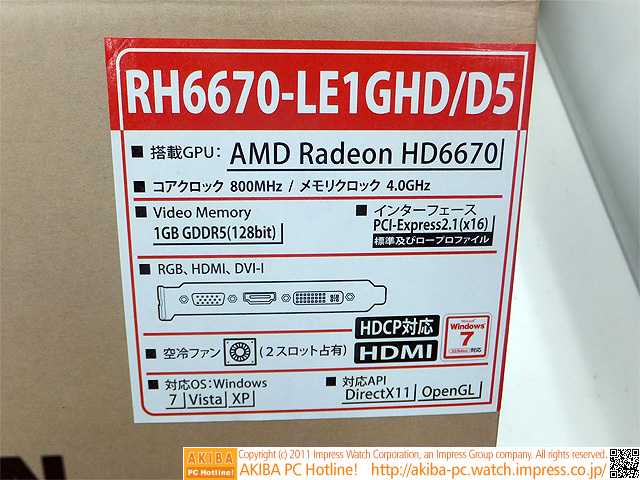 RH6670-LE1GHD/D5
■ 搭載GPU: AMD Radeon HD6670
■ コアクロック 800MHz / メモリクロック 4.0GHz
■ Video Memory
1GB GDDR5(128bit)
■ インターフェース
PCI-Express2.1(x16)
標準及びロープロファイル
■ RGB、HDMI、DVI-I
HDCP対応
■ 空冷ファン (2スロット占有)
HDMI
Microsoft
Windows
7
32/64bit 対応
■ 対応OS:Windows
7 Vista XP
■ 対応API
DirectX11 OpenGL
AKIBA
PC Hotline!
Copyright (c) 2011 Impress Watch Corporation, an Impress Group company. All rights reserved.
AKIBA PC Hotline! http://akiba-pc.watch.impress.co.jp/